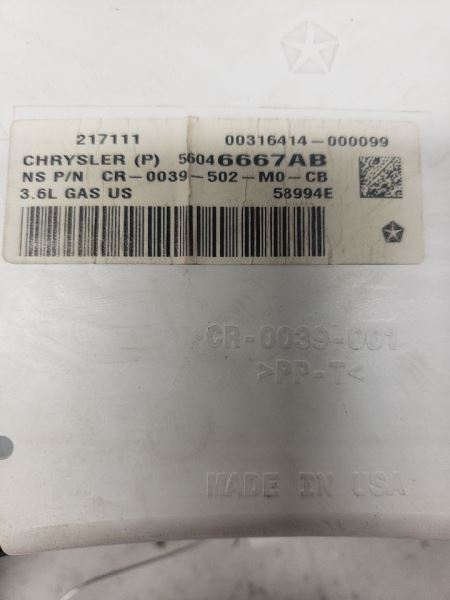 217111 00316414-000099
CHRYSLER (P) 56046667AB
NS P/N CR-0039-502-M0-CB
3.6L GAS US 58994E
CR-0039-001
>PP-T<
MADE IN USA